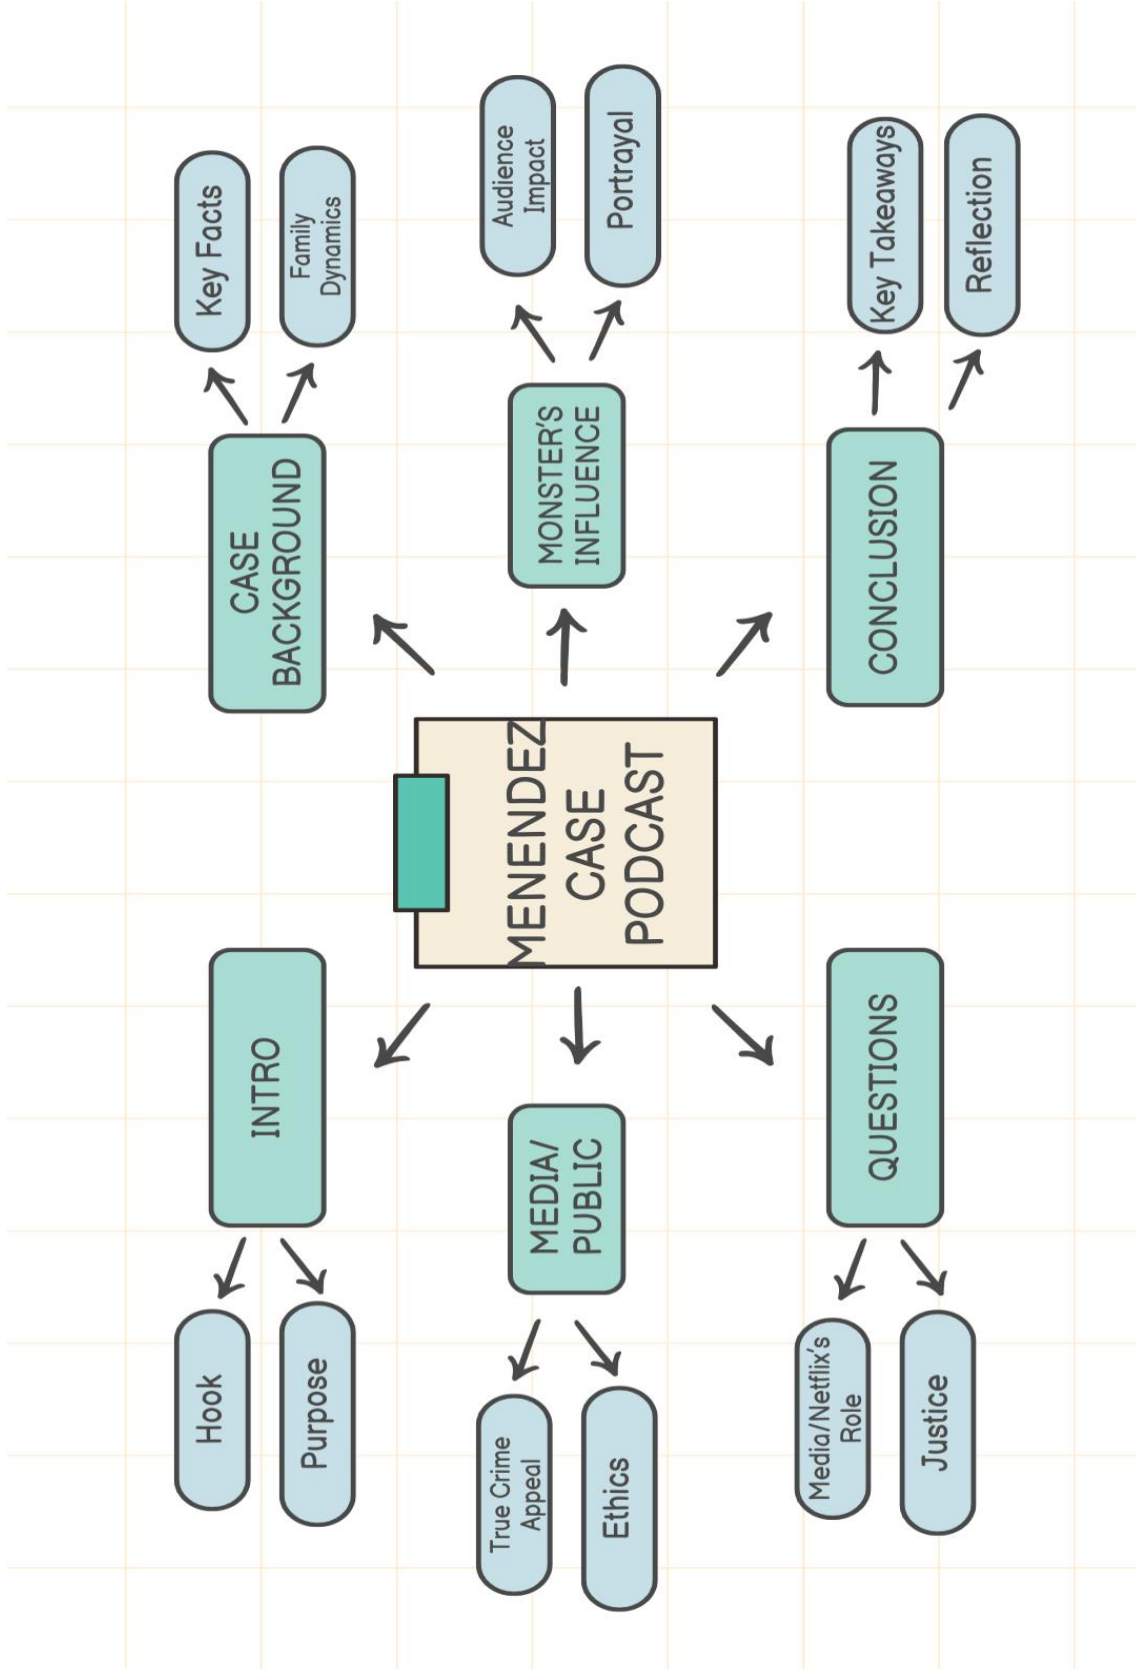 Hook
Purpose
INTRO
CASE
BACKGROUND
Key Facts
Family
Dynamics
True Crime
Appeal
Ethics
MEDIA/
PUBLIC
MENENDEZ
CASE
PODCAST
MONSTER'S
INFLUENCE
Audience
Impact
Portrayal
Media/Netflix's
Role
Justice
QUESTIONS
CONCLUSION
Key Takeaways
Reflection